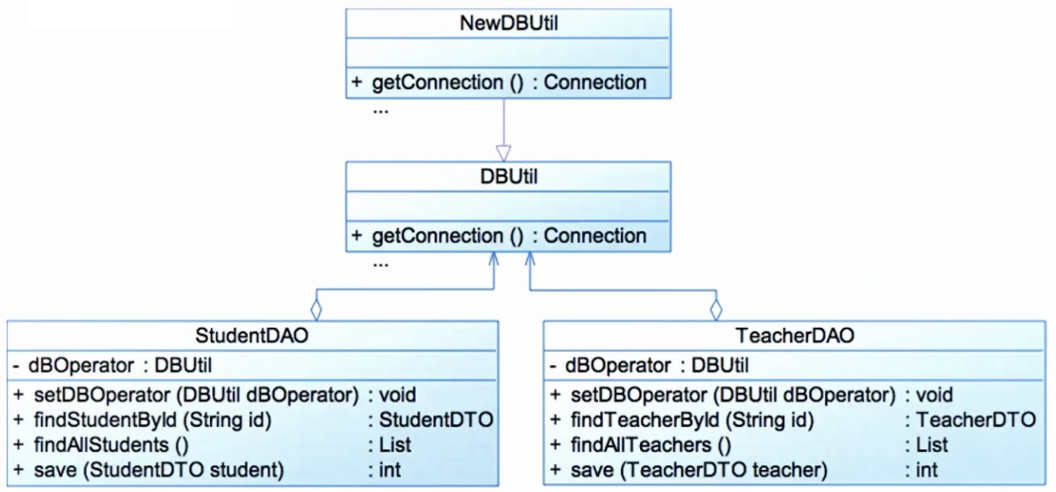 NewDBUtil
+ getConnection () : Connection
...
DBUtil
+ getConnection () : Connection
...
StudentDAO
- dBOperator : DBUtil
+ setDBOperator (DBUtil dBOperator) : void
+ findStudentById (String id) : StudentDTO
+ findAllStudents () : List
+ save (StudentDTO student) : int
TeacherDAO
- dBOperator : DBUtil
+ setDBOperator (DBUtil dBOperator) : void
+ findTeacherById (String id) : TeacherDTO
+ findAllTeachers () : List
+ save (TeacherDTO teacher) : int